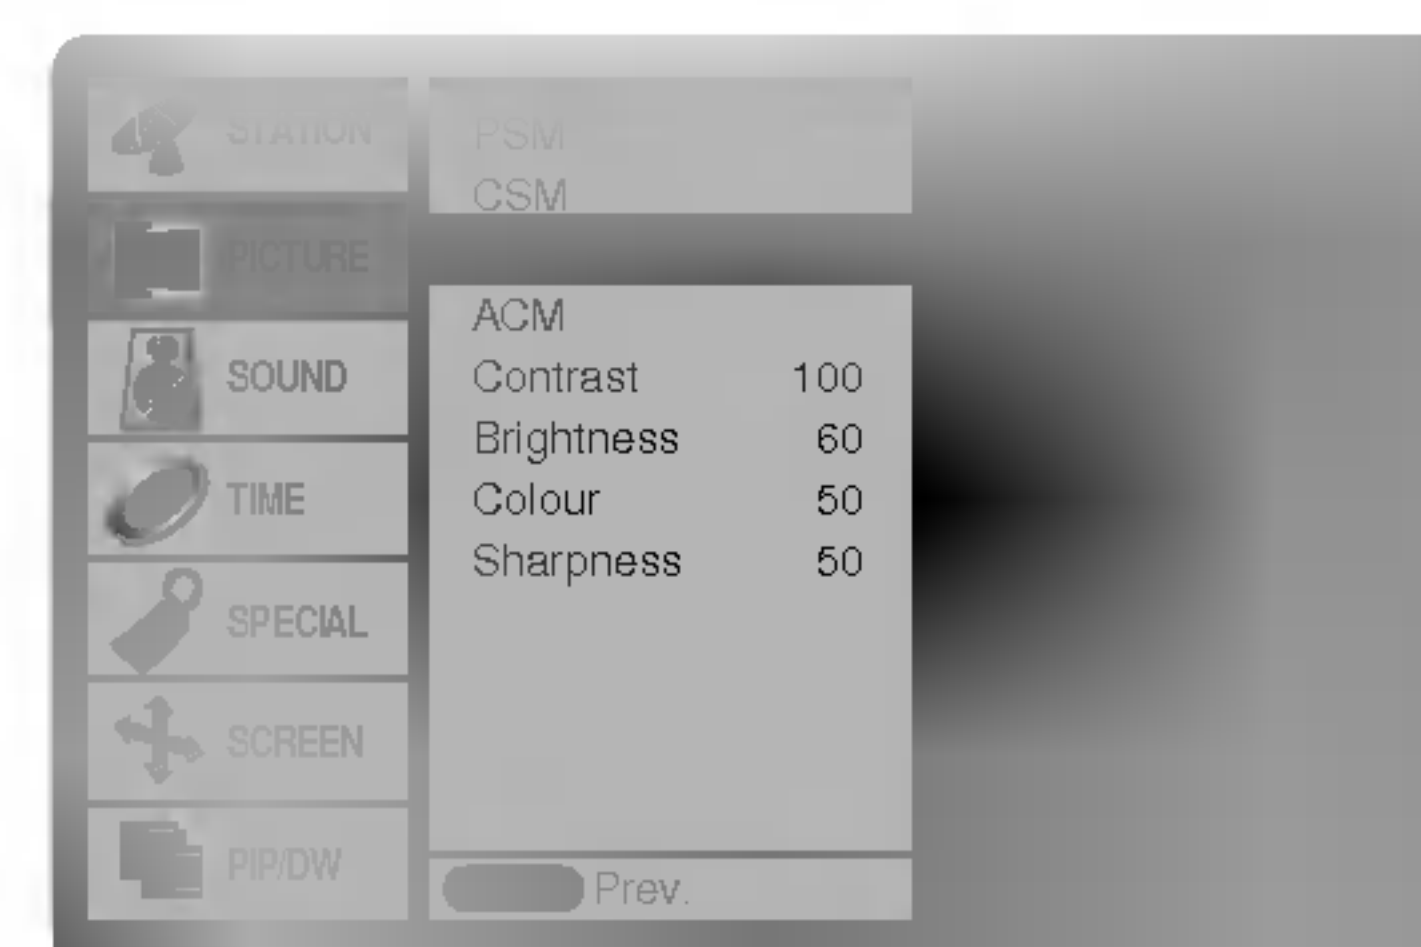 STATION
PICTURE
SOUND
TIME
SPECIAL
SCREEN
PIP/DW
PSM
CSM
ACM
Contrast 100
Brightness 60
Colour 50
Sharpness 50
Prev.